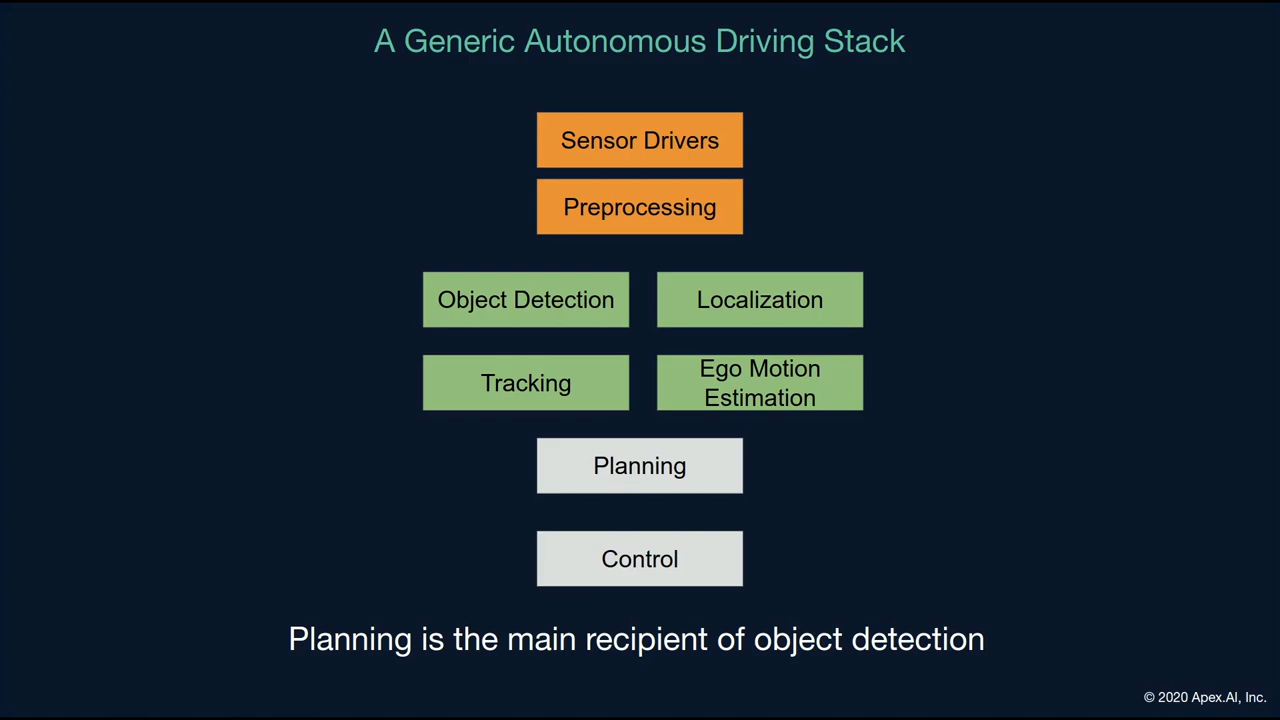 A Generic Autonomous Driving Stack
Sensor Drivers
Preprocessing
Object Detection
Localization
Tracking
Ego Motion
Estimation
Planning
Control
Planning is the main recipient of object detection
© 2020 Apex.AI, Inc.